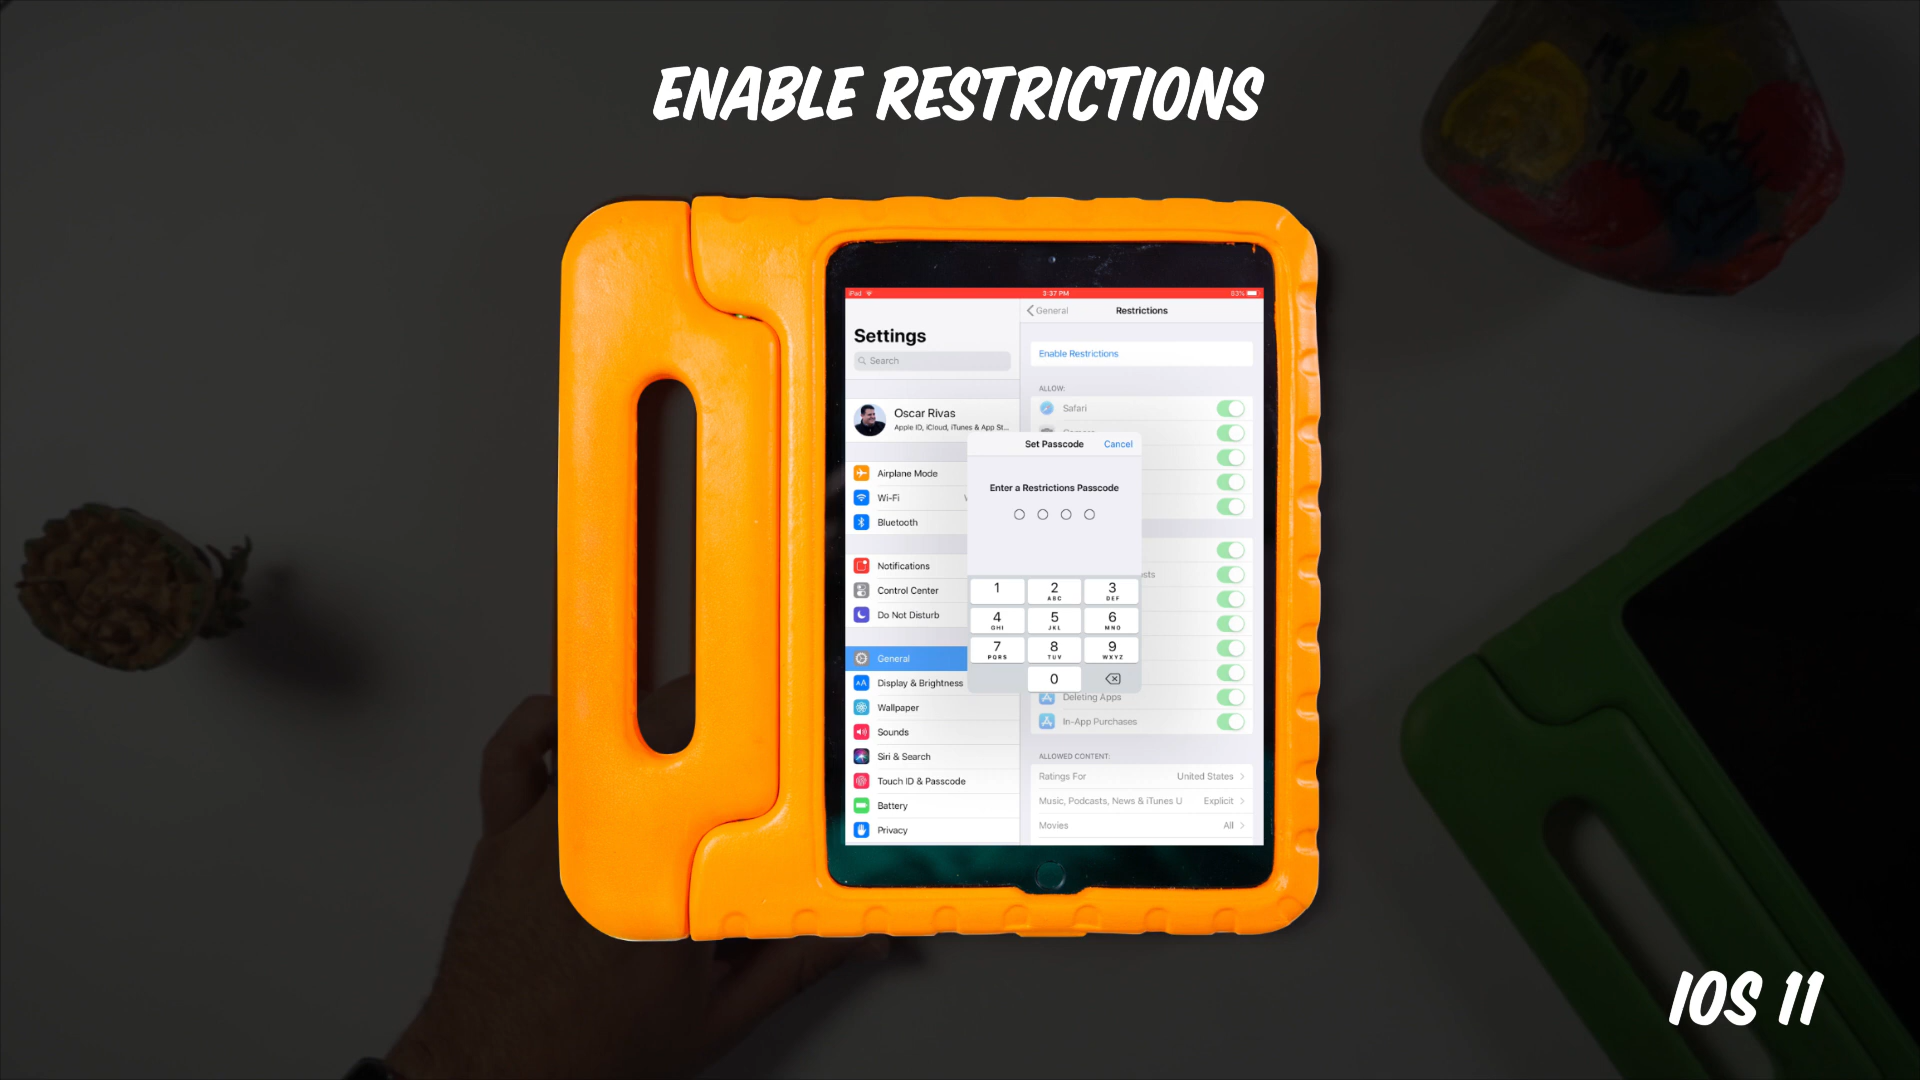 ENABLE RESTRICTIONS
iPad
3:37 PM
93%
Settings
Search
Oscar Rivas
Apple ID, iCloud, iTunes & App St...
Airplane Mode
Wi-Fi
Bluetooth
Notifications
Control Center
Do Not Disturb
General
Display & Brightness
Wallpaper
Sounds
Siri & Search
Touch ID & Passcode
Battery
Privacy
General
Restrictions
Enable Restrictions
ALLOW:
Safari
Set Passcode
Cancel
Enter a Restrictions Passcode
1 2 ABC 3 DEF
4 GHI 5 JKL 6 MNO
7 PQRS 8 TUV 9 WXYZ
0
Deleting Apps
In-App Purchases
ALLOWED CONTENT:
Ratings For United States
Music, Podcasts, News & iTunes U Explicit
Movies All
My Dad
IOS 11